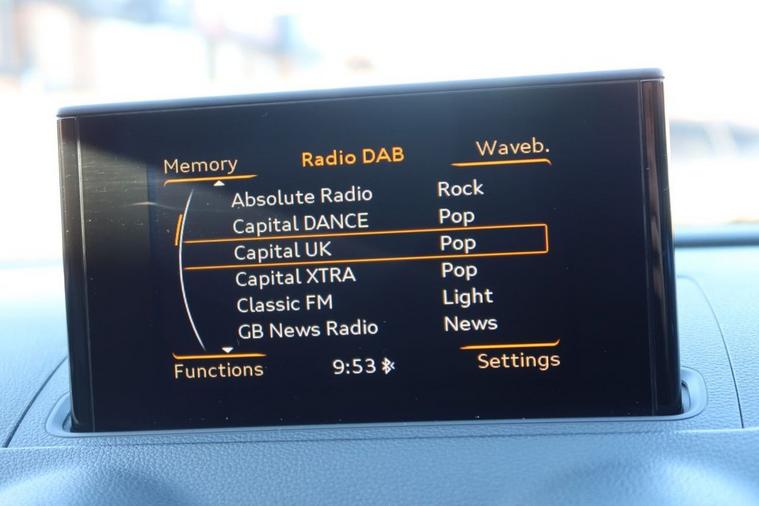 Memory Radio DAB Waveb.
Absolute Radio Rock
Capital DANCE Pop
Capital UK Pop
Capital XTRA Pop
Classic FM Light
GB News Radio News
Functions 9:53 Settings